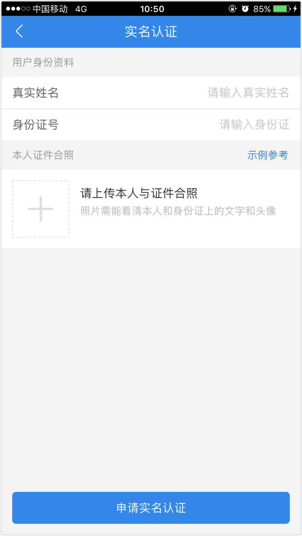 中国移动 4G 10:50 85%
实名认证
用户身份资料
真实姓名 请输入真实姓名
身份证号 请输入身份证
本人证件合照 示例参考
请上传本人与证件合照
照片需能看清本人和身份证上的文字和头像
申请实名认证